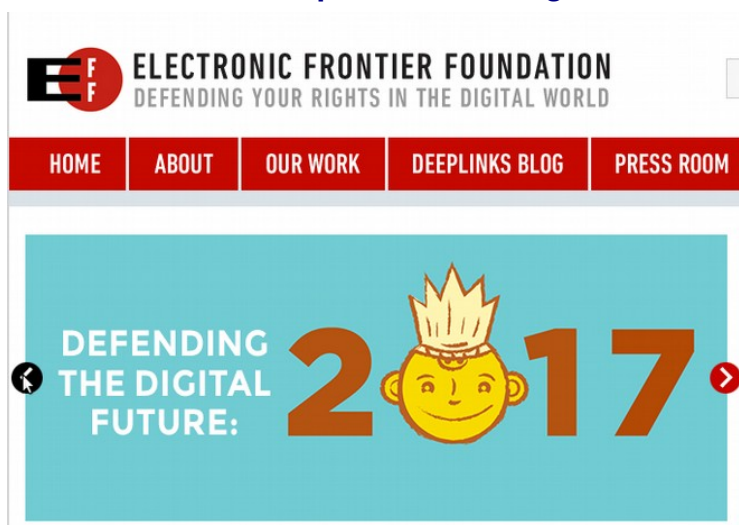 EFF
ELECTRONIC FRONTIER FOUNDATION
DEFENDING YOUR RIGHTS IN THE DIGITAL WORLD
HOME ABOUT OUR WORK DEEPLINKS BLOG PRESS ROOM
DEFENDING
THE DIGITAL
FUTURE:
2017